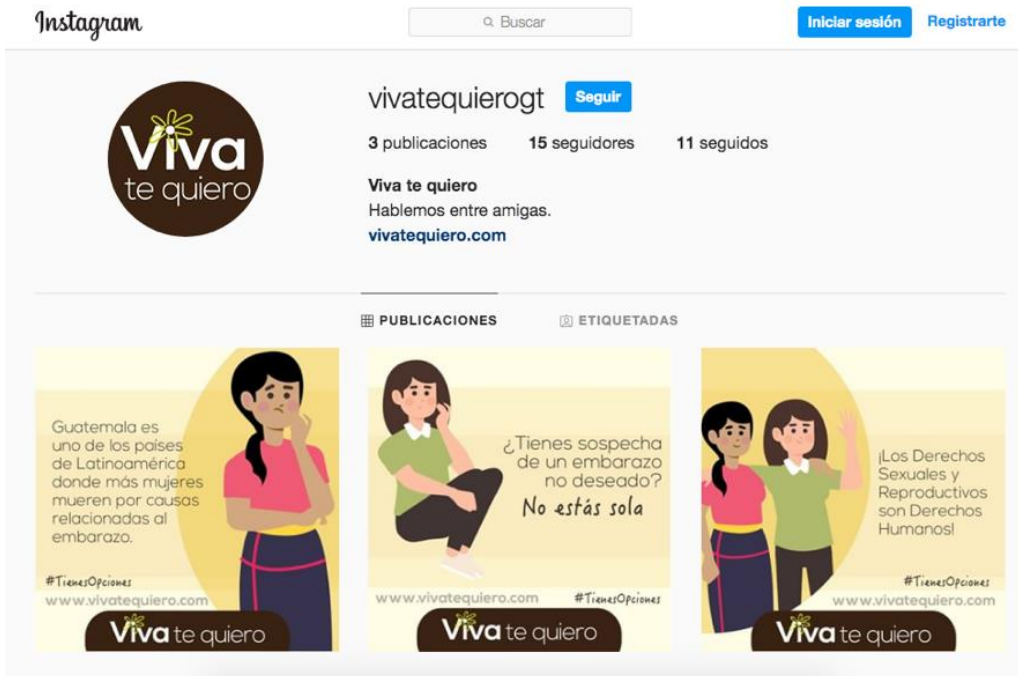 Instagram
Buscar
Iniciar sesión
Registrarte
Viva
te quiero
vivatequierogt
Seguir
3 publicaciones
15 seguidores
11 seguidos
Viva te quiero
Hablemos entre amigas.
vivatequiero.com
PUBLICACIONES
ETIQUETADAS
Guatemala es
uno de los países
de Latinoamérica
donde más mujeres
mueren por causas
relacionadas al
embarazo.
#TienesOpciones
www.vivatequiero.com
Viva te quiero
¿Tienes sospecha
de un embarazo
no deseado?
No estás sola
www.vivatequiero.com
#TienesOpciones
Viva te quiero
¡Los Derechos
Sexuales y
Reproductivos
son Derechos
Humanos!
#TienesOpciones
www.vivatequiero.com
Viva te quiero